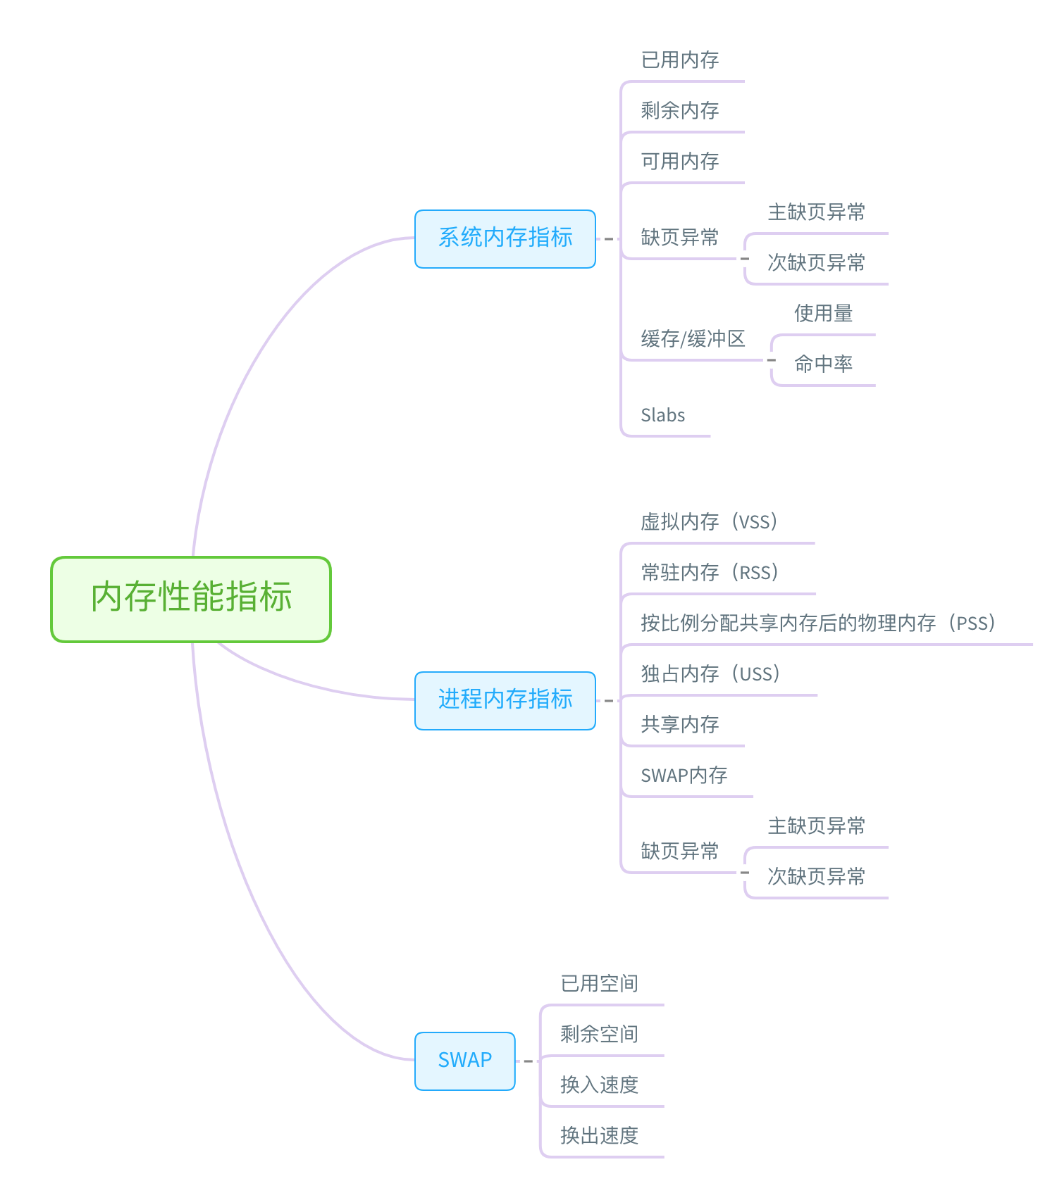 内存性能指标
系统内存指标
已用内存
剩余内存
可用内存
缺页异常
主缺页异常
次缺页异常
缓存/缓冲区
使用量
命中率
Slabs
进程内存指标
虚拟内存（VSS）
常驻内存（RSS）
按比例分配共享内存后的物理内存（PSS）
独占内存（USS）
共享内存
SWAP内存
缺页异常
主缺页异常
次缺页异常
SWAP
已用空间
剩余空间
换入速度
换出速度